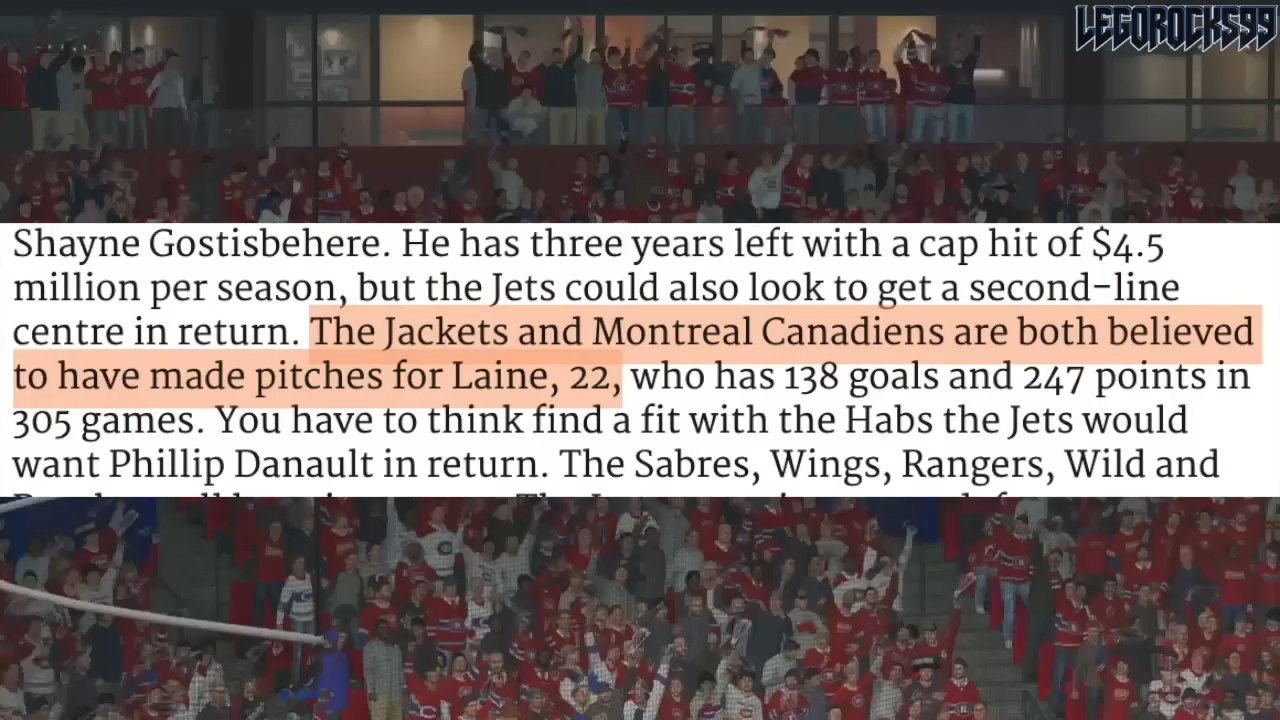 LEGOROCKS99
Shayne Gostisbehere. He has three years left with a cap hit of $4.5
million per season, but the Jets could also look to get a second-line
centre in return. The Jackets and Montreal Canadiens are both believed
to have made pitches for Laine, 22, who has 138 goals and 247 points in
305 games. You have to think find a fit with the Habs the Jets would
want Phillip Danault in return. The Sabres, Wings, Rangers, Wild and